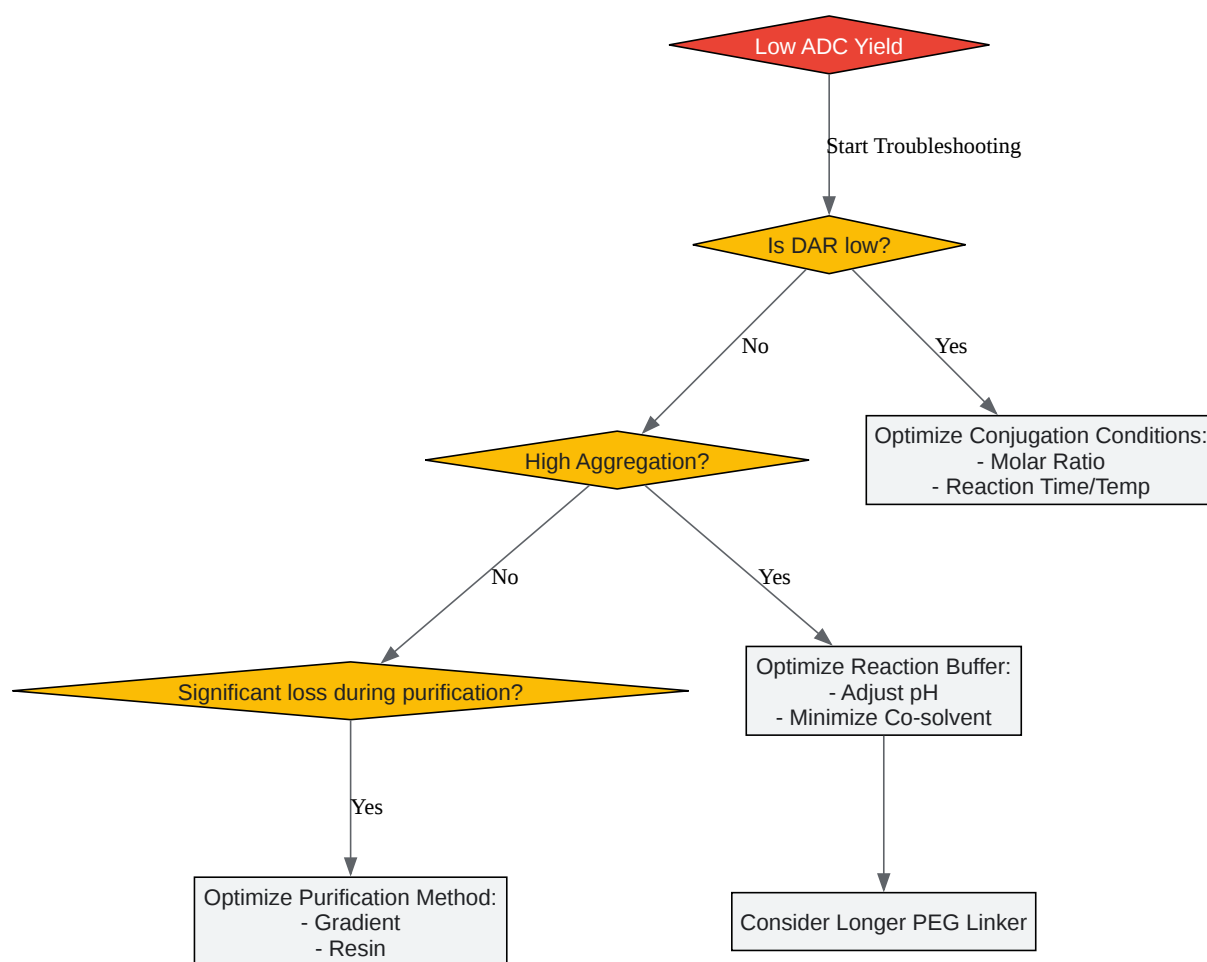 Low ADC Yield
Start Troubleshooting
Is DAR low?
No
Yes
Optimize Conjugation Conditions:
- Molar Ratio
- Reaction Time/Temp
High Aggregation?
No
Yes
Optimize Reaction Buffer:
- Adjust pH
- Minimize Co-solvent
Significant loss during purification?
Yes
Optimize Purification Method:
- Gradient
- Resin
Consider Longer PEG Linker